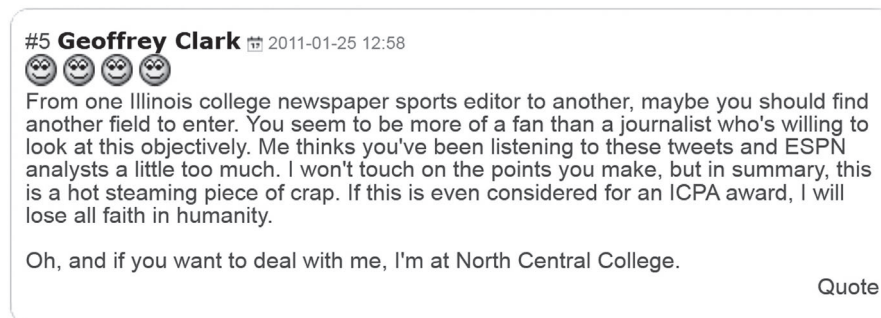 #5 Geoffrey Clark 2011-01-25 12:58
From one Illinois college newspaper sports editor to another, maybe you should find
another field to enter. You seem to be more of a fan than a journalist who's willing to
look at this objectively. Me thinks you've been listening to these tweets and ESPN
analysts a little too much. I won't touch on the points you make, but in summary, this
is a hot steaming piece of crap. If this is even considered for an ICPA award, I will
lose all faith in humanity.
Oh, and if you want to deal with me, I'm at North Central College.
Quote